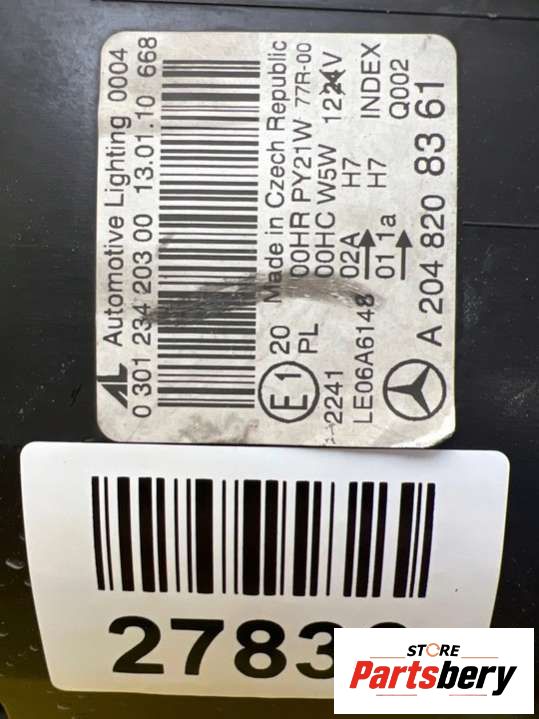 AL Automotive Lighting 0004
0 301 234 203 00 13.01.10 668
E1 20 Made in Czech Republic
PL 00HR PY21W 77R-00
00HC W5W 12V
2241 02A H7 INDEX
LE06A6148 01 1a H7 Q002
A 204 820 83 61
STORE
Partsbery